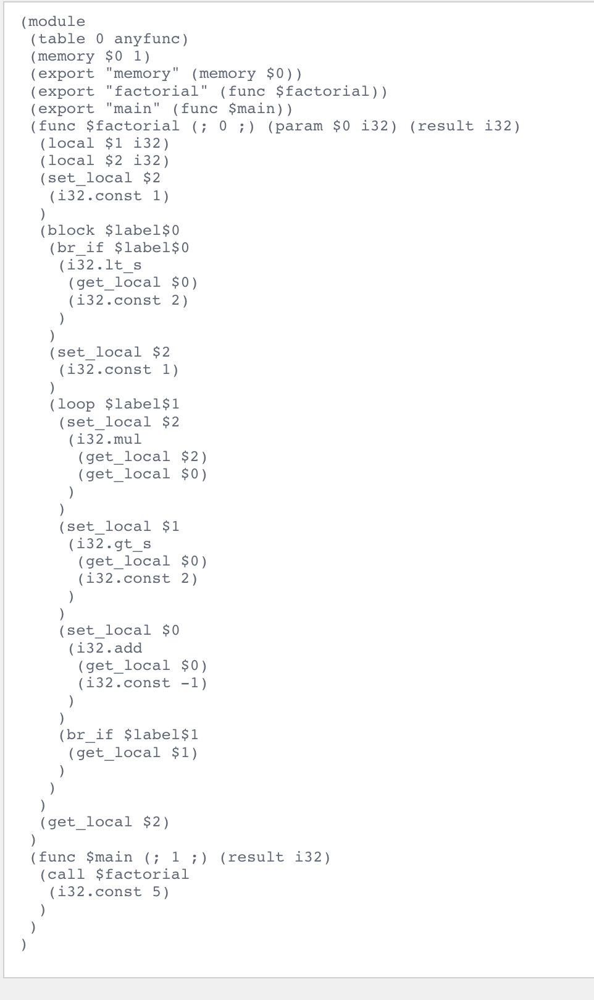 (module
 (table 0 anyfunc)
 (memory $0 1)
 (export "memory" (memory $0))
 (export "factorial" (func $factorial))
 (export "main" (func $main))
 (func $factorial (; 0 ;) (param $0 i32) (result i32)
  (local $1 i32)
  (local $2 i32)
  (set_local $2
   (i32.const 1)
  )
  (block $label$0
   (br_if $label$0
    (i32.lt_s
     (get_local $0)
     (i32.const 2)
    )
   )
   (set_local $2
    (i32.const 1)
   )
   (loop $label$1
    (set_local $2
     (i32.mul
      (get_local $2)
      (get_local $0)
     )
    )
    (set_local $1
     (i32.gt_s
      (get_local $0)
      (i32.const 2)
     )
    )
    (set_local $0
     (i32.add
      (get_local $0)
      (i32.const -1)
     )
    )
    (br_if $label$1
     (get_local $1)
    )
   )
  )
  (get_local $2)
 )
 (func $main (; 1 ;) (result i32)
  (call $factorial
   (i32.const 5)
  )
 )
)